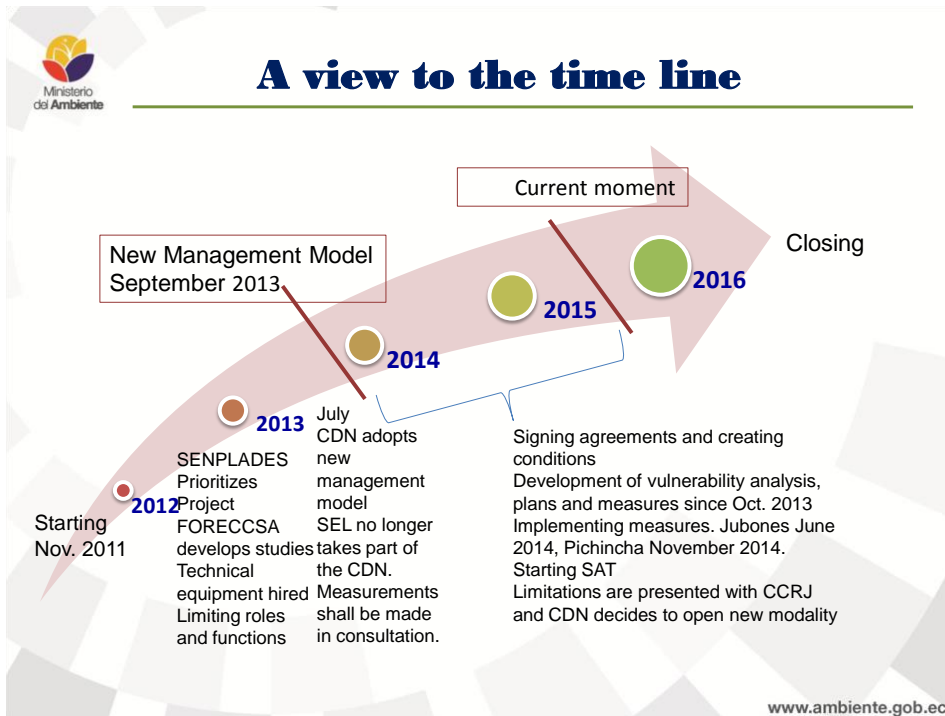 Ministerio
del Ambiente
A view to the time line
Current moment
New Management Model
September 2013
Closing
2016
2015
2014
2013
2012
Starting
Nov. 2011
SENPLADES
Prioritizes
Project
FORECCSA
develops studies
Technical
equipment hired
Limiting roles
and functions
July
CDN adopts
new
management
model
SEL no longer
takes part of
the CDN.
Measurements
shall be made
in consultation.
Signing agreements and creating
conditions
Development of vulnerability analysis,
plans and measures since Oct. 2013
Implementing measures. Jubones June
2014, Pichincha November 2014.
Starting SAT
Limitations are presented with CCRJ
and CDN decides to open new modality
www.ambiente.gob.ec